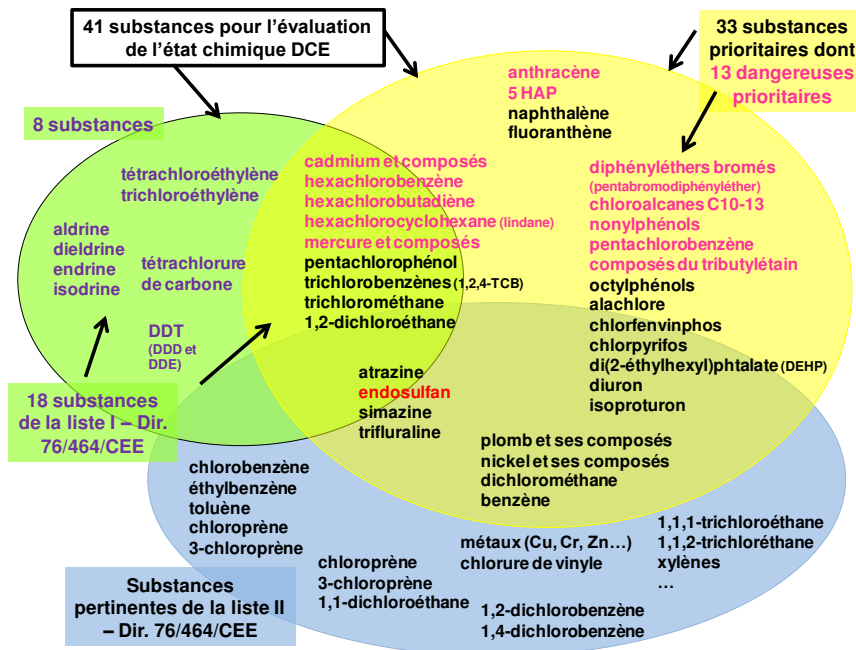 41 substances pour l'évaluation
de l'état chimique DCE
33 substances
prioritaires dont
13 dangereuses
prioritaires
8 substances
anthracène
5 HAP
naphthalène
fluoranthène
tétrachloroéthylène
trichloroéthylène
aldrine
dieldrine
endrine
isodrine
tétrachlorure
de carbone
DDT
(DDD et
DDE)
cadmium et composés
hexachlorobenzène
hexachlorobutadiène
hexachlorocyclohexane (lindane)
mercure et composés
pentachlorophénol
trichlorobenzènes (1,2,4-TCB)
trichlorométhane
1,2-dichloroéthane
diphényléthers bromés
(pentabromodiphényléther)
chloroalcanes C10-13
nonylphénols
pentachlorobenzène
composés du tributylétain
octylphénols
alachlore
chlorfenvinphos
chlorpyrifos
di(2-éthylhexyl)phtalate (DEHP)
diuron
isoproturon
atrazine
endosulfan
simazine
trifluraline
18 substances
de la liste I – Dir.
76/464/CEE
plomb et ses composés
nickel et ses composés
dichlorométhane
benzène
chlorobenzène
éthylbenzène
toluène
chloroprène
3-chloroprène
chloroprène
3-chloroprène
1,1-dichloroéthane
métaux (Cu, Cr, Zn…)
chlorure de vinyle
1,1,1-trichloroéthane
1,1,2-trichloréthane
xylènes
…
1,2-dichlorobenzène
1,4-dichlorobenzène
Substances
pertinentes de la liste II
– Dir. 76/464/CEE